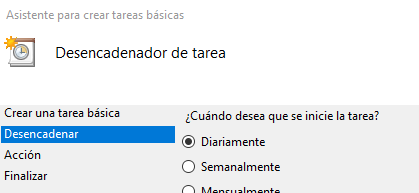 Asistente para crear tareas básicas
Desencadenador de tarea
Crear una tarea básica
¿Cuándo desea que se inicie la tarea?
Desencadenar
Diariamente
Acción
Semanalmente
Finalizar
Mensualmente